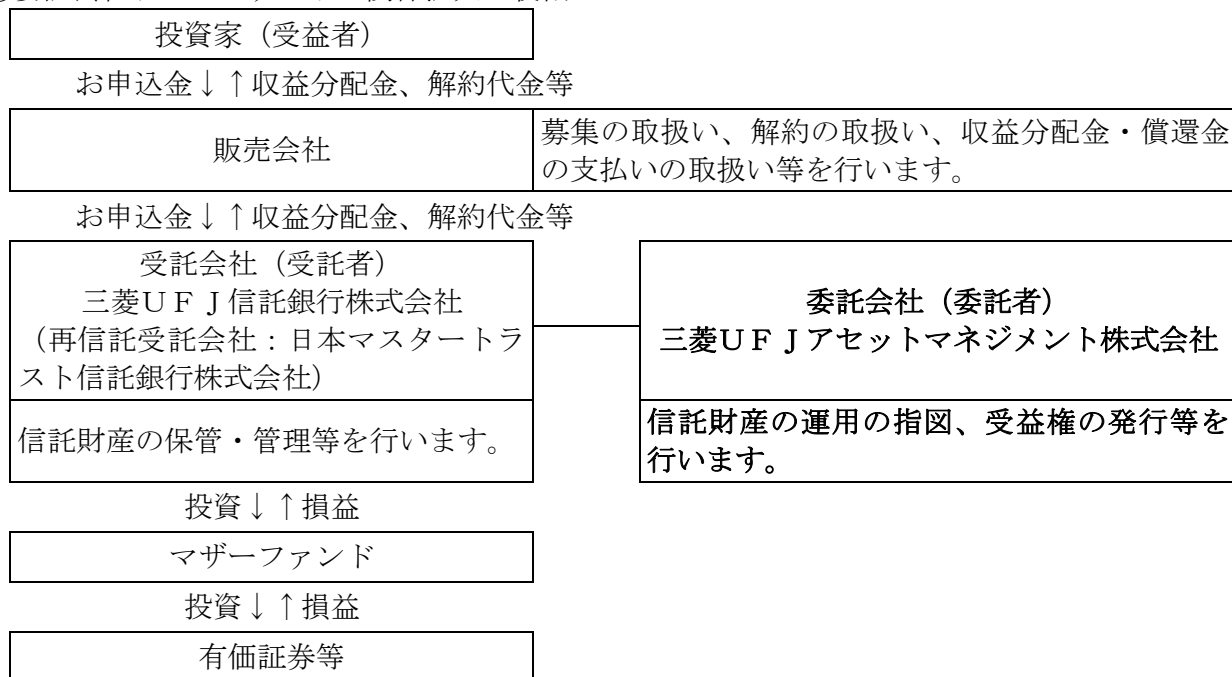 投資家（受益者）
お申込金↓↑収益分配金、解約代金等
販売会社
募集の取扱い、解約の取扱い、収益分配金・償還金
の支払いの取扱い等を行います。
お申込金↓↑収益分配金、解約代金等
受託会社（受託者）
三菱ＵＦＪ信託銀行株式会社
（再信託受託会社：日本マスタートラ
スト信託銀行株式会社）
委託会社（委託者）
三菱ＵＦＪアセットマネジメント株式会社
信託財産の保管・管理等を行います。
信託財産の運用の指図、受益権の発行等を
行います。
投資↓↑損益
マザーファンド
投資↓↑損益
有価証券等